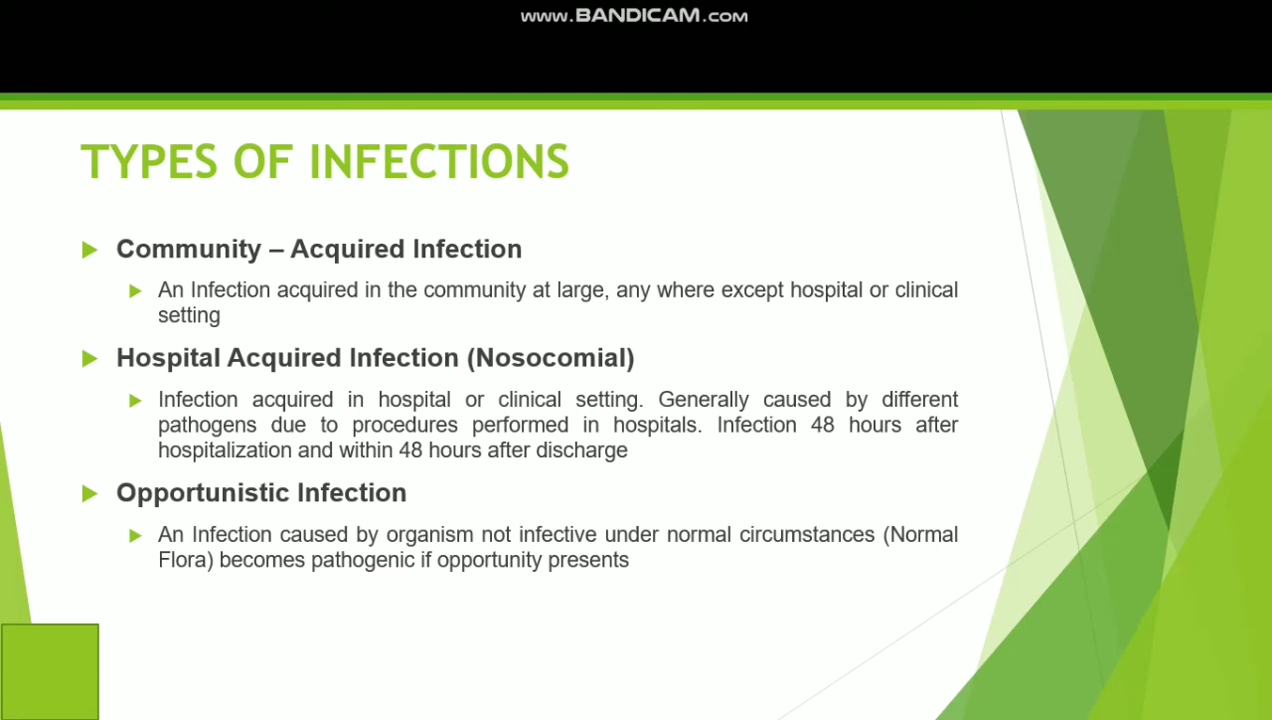 www.BANDICAM.com
TYPES OF INFECTIONS
Community – Acquired Infection
An Infection acquired in the community at large, any where except hospital or clinical
setting
Hospital Acquired Infection (Nosocomial)
Infection acquired in hospital or clinical setting. Generally caused by different
pathogens due to procedures performed in hospitals. Infection 48 hours after
hospitalization and within 48 hours after discharge
Opportunistic Infection
An Infection caused by organism not infective under normal circumstances (Normal
Flora) becomes pathogenic if opportunity presents